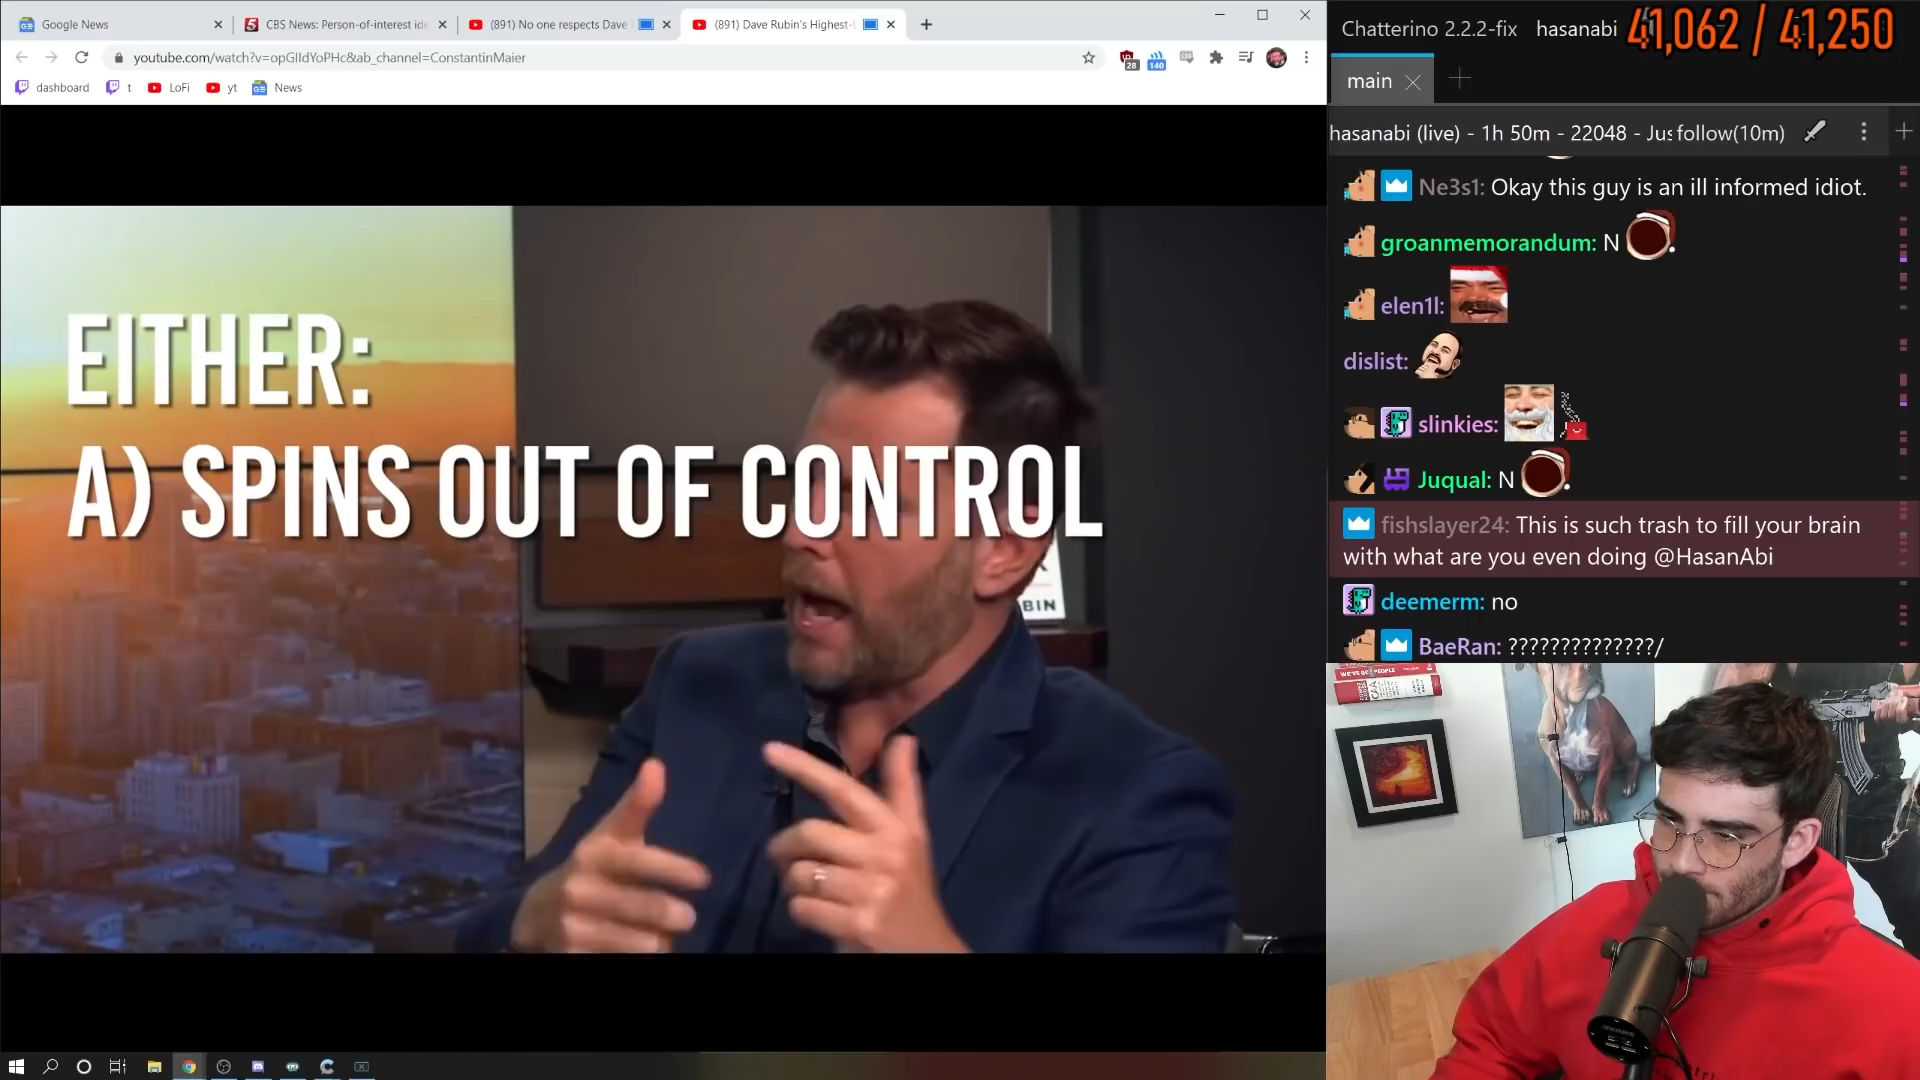 Google News
CBS News: Person-of-interest ide
(891) No one respects Dave
(891) Dave Rubin's Highest-
youtube.com/watch?v=opGIIdYoPHc&ab_channel=ConstantinMaier
28
140
dashboard
t
LoFi
yt
News
EITHER:
A) SPINS OUT OF CONTROL
BIN
Chatterino 2.2.2-fix
hasanabi
41,062 / 41,250
main
hasanabi (live) - 1h 50m - 22048 - Jus
follow(10m)
Ne3s1: Okay this guy is an ill informed idiot.
groanmemorandum: N
elen1l:
dislist:
slinkies:
Juqual: N
fishslayer24: This is such trash to fill your brain
with what are you even doing @HasanAbi
deemerm: no
BaeRan: ??????????????/